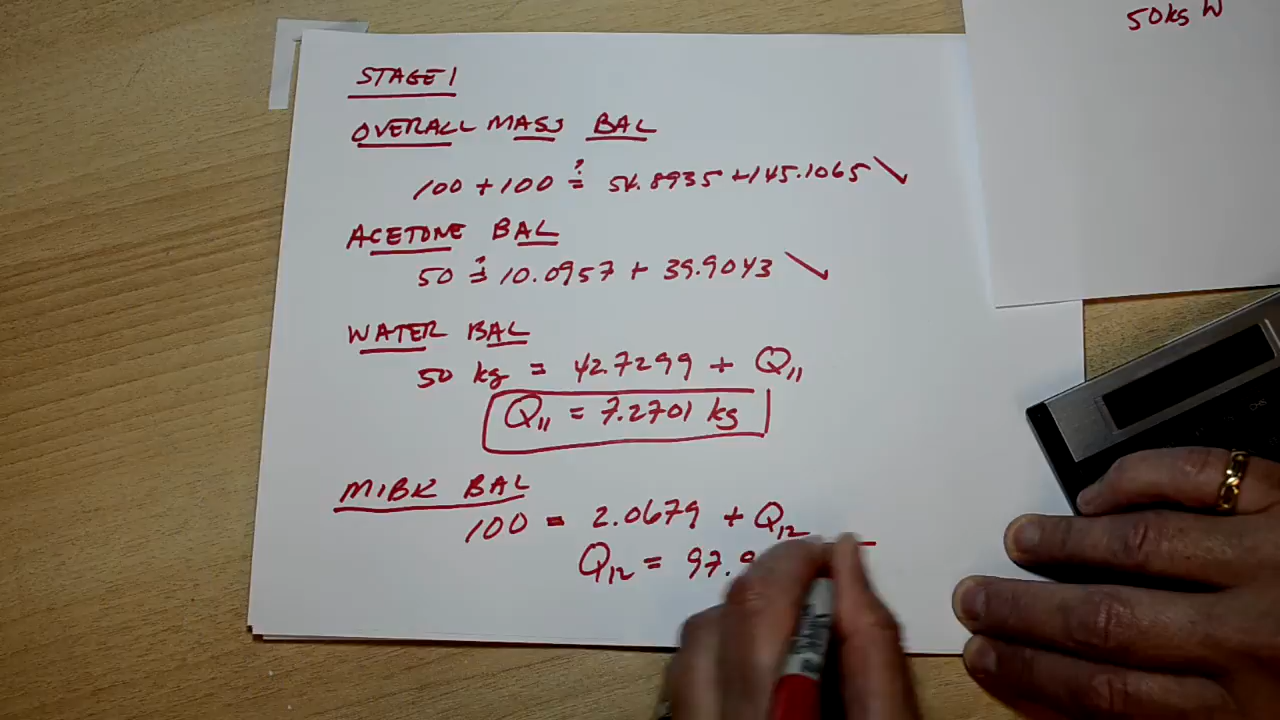 50kg W
STAGE 1
OVERALL MASS BAL
100 + 100 ?= 54.8935 + 145.1065
ACETONE BAL
50 ?= 10.0957 + 39.9043
WATER BAL
50 kg = 42.7299 + Q11
Q11 = 7.2701 kg
MIBK BAL
100 = 2.0679 + Q12
Q12 = 97.9